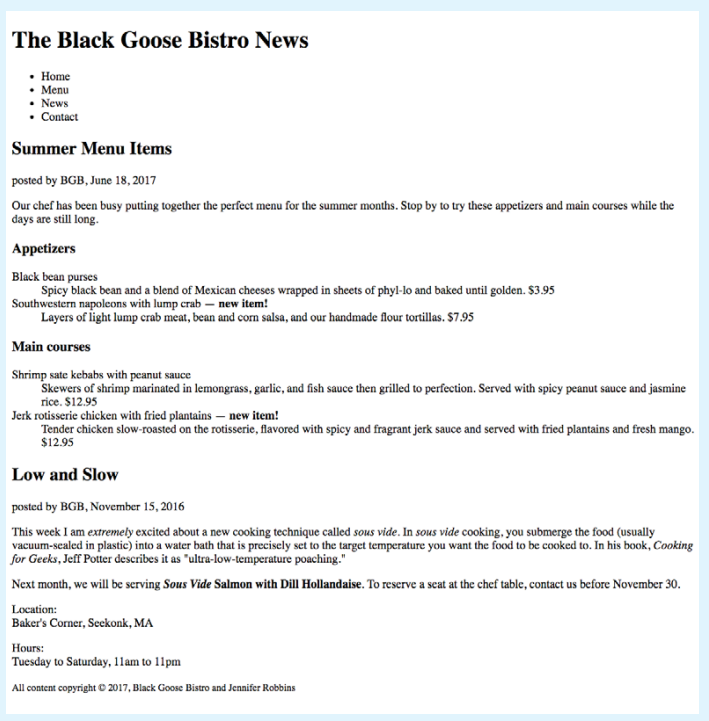 The Black Goose Bistro News
• Home
• Menu
• News
• Contact
Summer Menu Items
posted by BGB, June 18, 2017
Our chef has been busy putting together the perfect menu for the summer months. Stop by to try these appetizers and main courses while the
days are still long.
Appetizers
Black bean purses
Spicy black bean and a blend of Mexican cheeses wrapped in sheets of phyl-lo and baked until golden. $3.95
Southwestern napoleons with lump crab — new item!
Layers of light lump crab meat, bean and corn salsa, and our handmade flour tortillas. $7.95
Main courses
Shrimp sate kebabs with peanut sauce
Skewers of shrimp marinated in lemongrass, garlic, and fish sauce then grilled to perfection. Served with spicy peanut sauce and jasmine
rice. $12.95
Jerk rotisserie chicken with fried plantains — new item!
Tender chicken slow-roasted on the rotisserie, flavored with spicy and fragrant jerk sauce and served with fried plantains and fresh mango.
$12.95
Low and Slow
posted by BGB, November 15, 2016
This week I am extremely excited about a new cooking technique called sous vide. In sous vide cooking, you submerge the food (usually
vacuum-sealed in plastic) into a water bath that is precisely set to the target temperature you want the food to be cooked to. In his book, Cooking
for Geeks, Jeff Potter describes it as "ultra-low-temperature poaching."
Next month, we will be serving Sous Vide Salmon with Dill Hollandaise. To reserve a seat at the chef table, contact us before November 30.
Location:
Baker's Corner, Seekonk, MA
Hours:
Tuesday to Saturday, 11am to 11pm
All content copyright © 2017, Black Goose Bistro and Jennifer Robbins